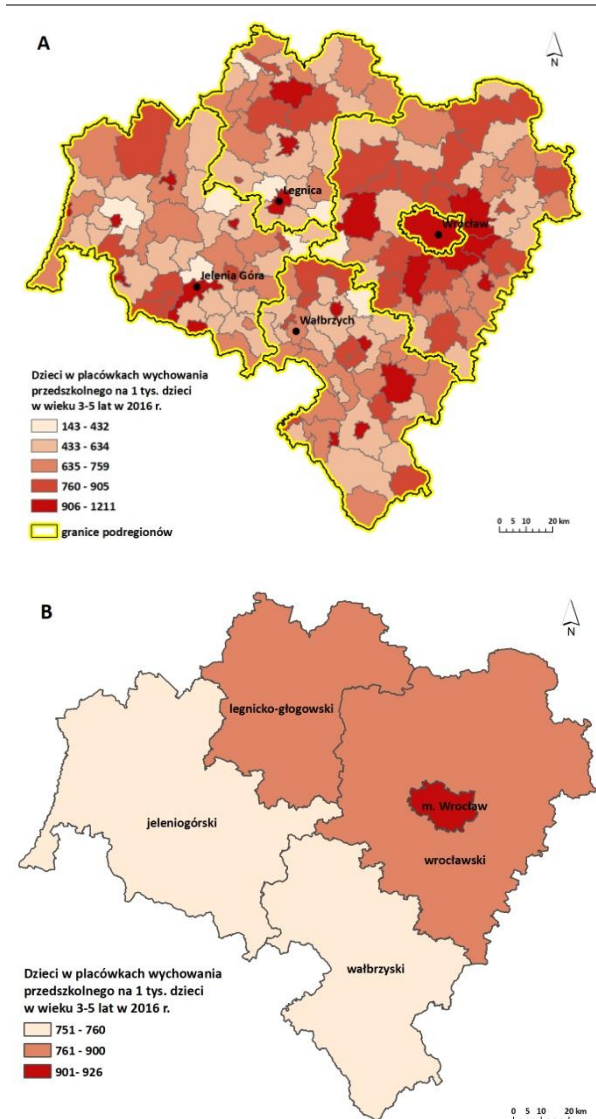 A
N
Legnica
Wrocław
Jelenia Góra
Wałbrzych
Dzieci w placówkach wychowania
przedszkolnego na 1 tys. dzieci
w wieku 3-5 lat w 2016 r.
143 - 432
433 - 634
635 - 759
760 - 905
906 - 1211
granice podregionów
0 5 10 20 km
B
N
legnicko-głogowski
m. Wrocław
jeleniogórski
wrocławski
wałbrzyski
Dzieci w placówkach wychowania
przedszkolnego na 1 tys. dzieci
w wieku 3-5 lat w 2016 r.
751 - 760
761 - 900
901- 926
0 5 10 20 km